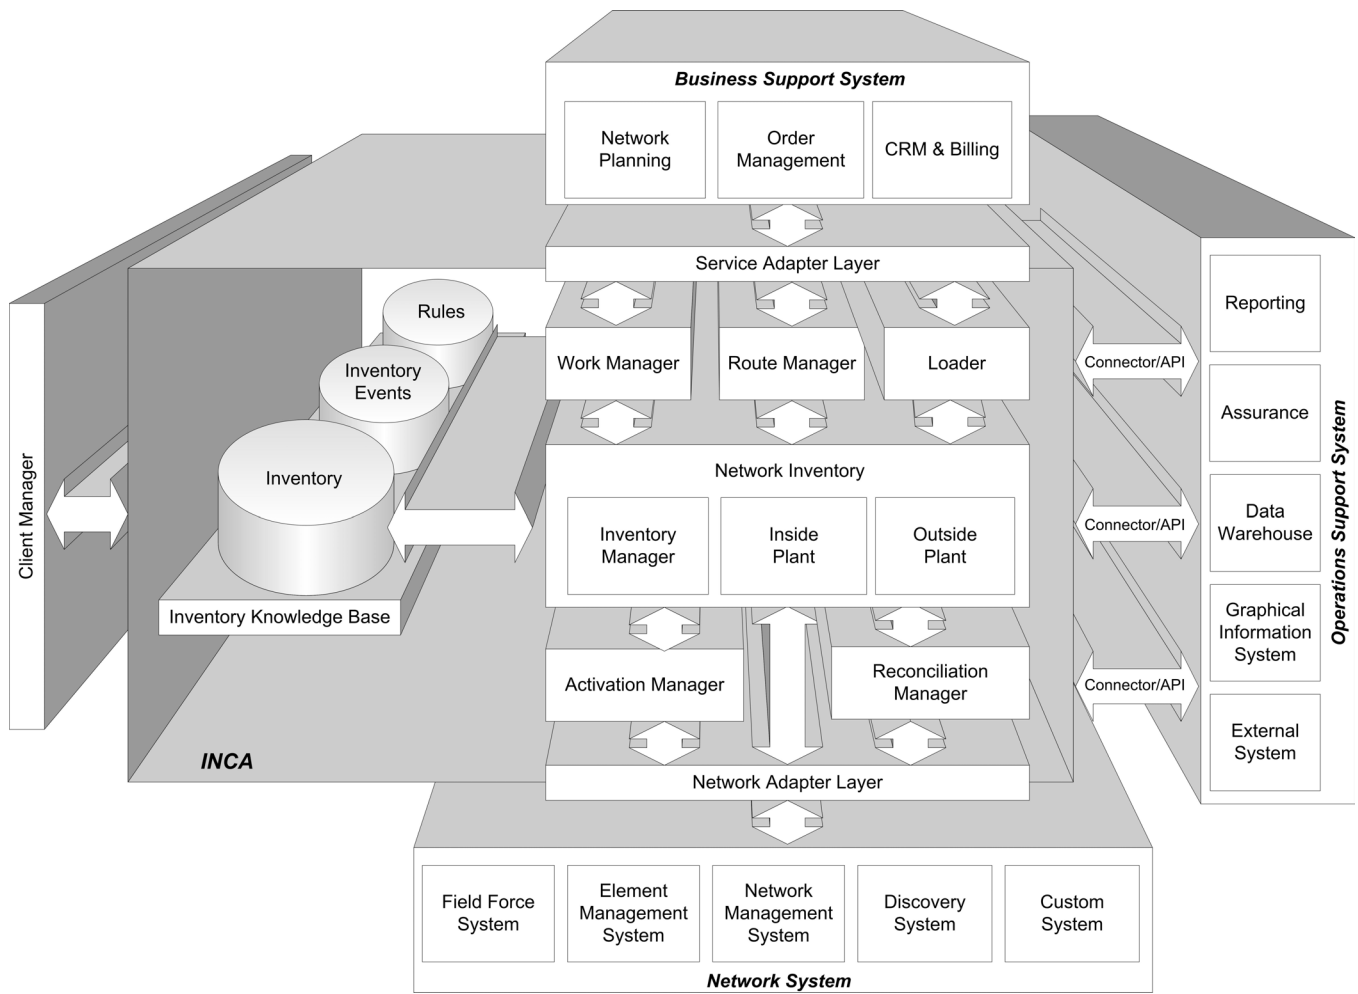 Business Support System
Network
Planning
Order
Management
CRM & Billing
Service Adapter Layer
Rules
Inventory
Events
Inventory
Inventory Knowledge Base
Client Manager
INCA
Work Manager
Route Manager
Loader
Network Inventory
Inventory
Manager
Inside
Plant
Outside
Plant
Activation Manager
Reconciliation
Manager
Network Adapter Layer
Connector/API
Connector/API
Connector/API
Reporting
Assurance
Data
Warehouse
Graphical
Information
System
External
System
Operations Support System
Field Force
System
Element
Management
System
Network
Management
System
Discovery
System
Custom
System
Network System